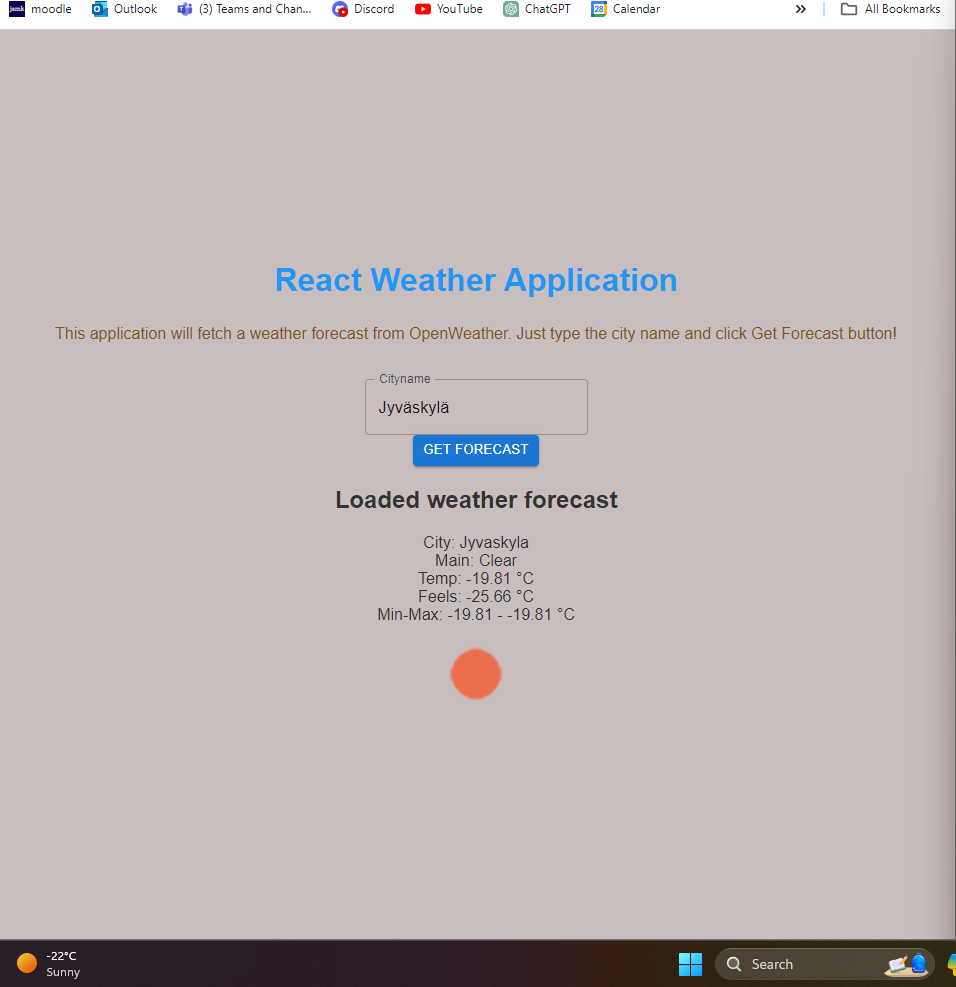 jamk moodle Outlook (3) Teams and Chan... Discord YouTube ChatGPT 28 Calendar » All Bookmarks
React Weather Application
This application will fetch a weather forecast from OpenWeather. Just type the city name and click Get Forecast button!
Cityname
Jyväskylä
GET FORECAST
Loaded weather forecast
City: Jyvaskyla
Main: Clear
Temp: -19.81 °C
Feels: -25.66 °C
Min-Max: -19.81 - -19.81 °C
-22°C
Sunny
Search